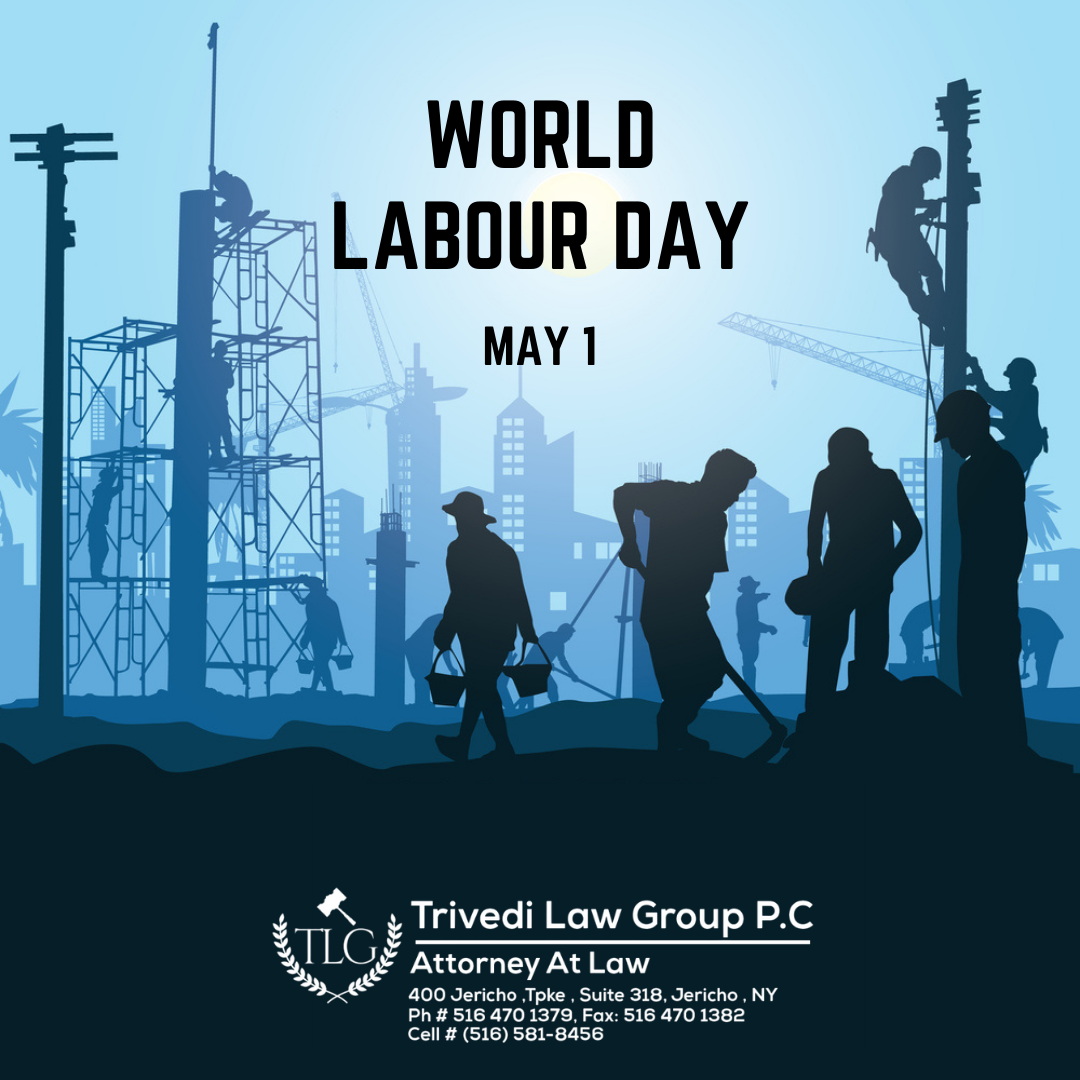 WORLD
LABOUR DAY
MAY 1
TLG
Trivedi Law Group P.C
Attorney At Law
400 Jericho ,Tpke , Suite 318, Jericho , NY
Ph # 516 470 1379, Fax: 516 470 1382
Cell # (516) 581-8456